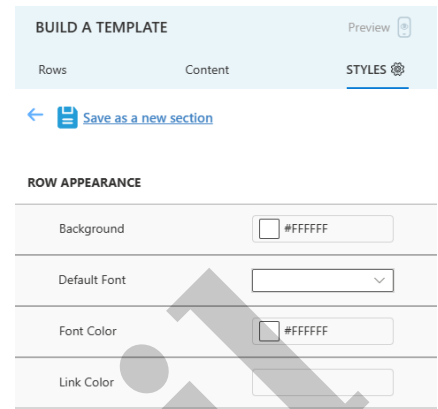 BUILD A TEMPLATE Preview
Rows Content STYLES
Save as a new section
ROW APPEARANCE
Background #FFFFFF
Default Font
Font Color #FFFFFF
Link Color